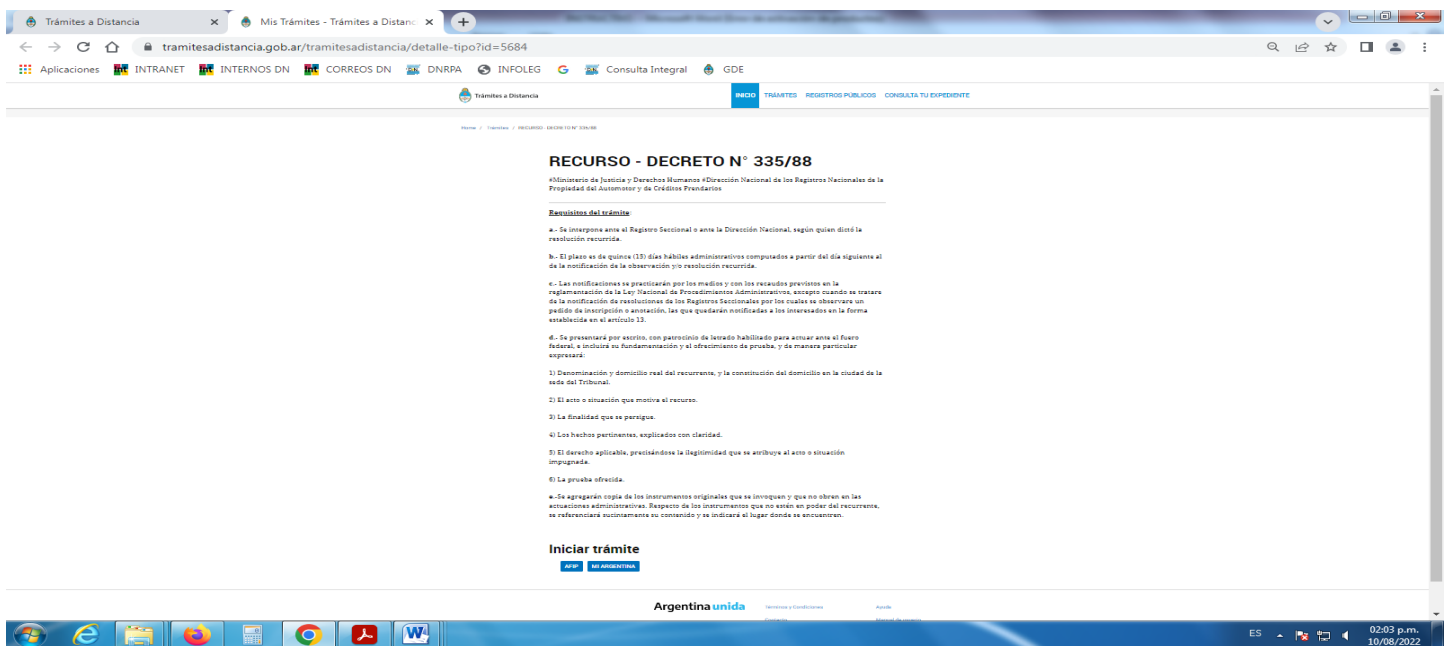 Trámites a Distancia
Mis Trámites - Trámites a Distanc
tramitesadistancia.gob.ar/tramitesadistancia/detalle-tipo?id=5684
Aplicaciones INTRANET INTERNOS DN CORREOS DN DNRPA INFOLEG Consulta Integral GDE
Trámites a Distancia INICIO TRÁMITES REGISTROS PÚBLICOS CONSULTA TU EXPEDIENTE
Home / Trámites / RECURSO - DECRETO N° 335/88
RECURSO - DECRETO N° 335/88
#Ministerio de Justicia y Derechos Humanos #Dirección Nacional de los Registros Nacionales de la
Propiedad del Automotor y de Créditos Prendarios
Requisitos del trámite:
a.- Se interpone ante el Registro Seccional o ante la Dirección Nacional, según quien dictó la
resolución recurrida.
b.- El plazo es de quince (15) días hábiles administrativos computados a partir del día siguiente al
de la notificación de la observación y/o resolución recurrida.
c.- Las notificaciones se practicarán por los medios y con los recaudos previstos en la
reglamentación de la Ley Nacional de Procedimientos Administrativos, excepto cuando se tratare
de la notificación de resoluciones de los Registros Seccionales por los cuales se observare un
pedido de inscripción o anotación, las que quedarán notificadas a los interesados en la forma
establecida en el artículo 13.
d.- Se presentará por escrito, con patrocinio de letrado habilitado para actuar ante el fuero
federal, e incluirá su fundamentación y el ofrecimiento de prueba, y de manera particular
expresará:
1) Denominación y domicilio real del recurrente, y la constitución del domicilio en la ciudad de la
sede del Tribunal.
2) El acto o situación que motiva el recurso.
3) La finalidad que se persigue.
4) Los hechos pertinentes, explicados con claridad.
5) El derecho aplicable, precisándose la ilegitimidad que se atribuye al acto o situación
impugnada.
6) La prueba ofrecida.
e.-Se agregarán copia de los instrumentos originales que se invoquen y que no obren en las
actuaciones administrativas. Respecto de los instrumentos que no estén en poder del recurrente,
se referenciará sucintamente su contenido y se indicará el lugar donde se encuentren.
Iniciar trámite
AFIP MI ARGENTINA
Argentina unida Términos y Condiciones Ayuda
ES 02:03 p.m.
10/08/2022